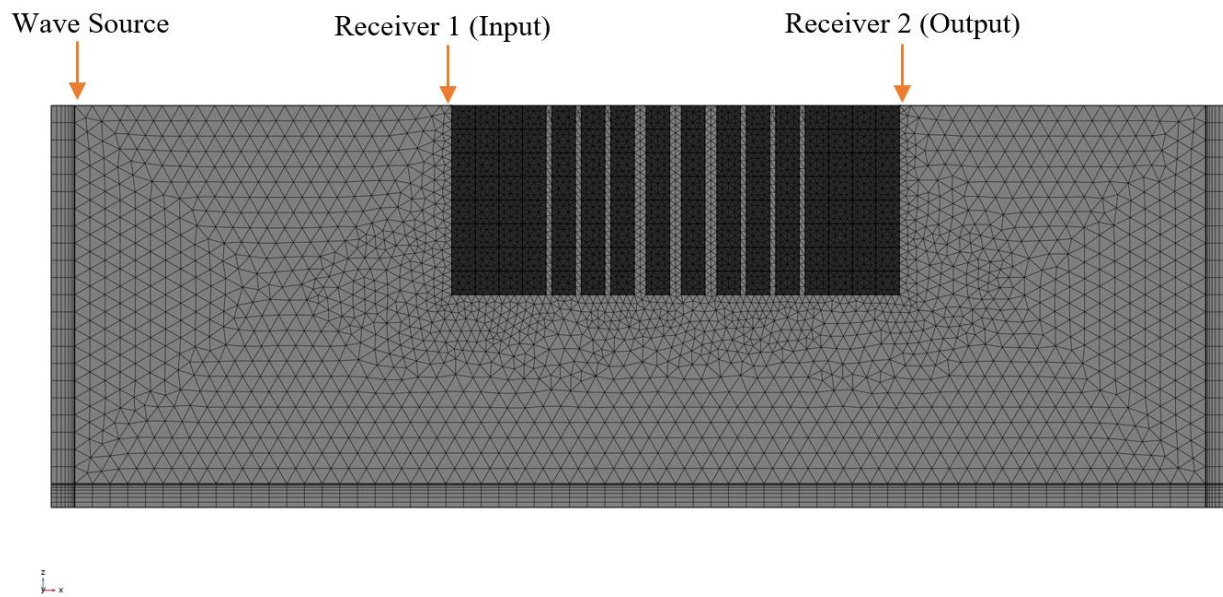 Wave Source
Receiver 1 (Input)
Receiver 2 (Output)
z
y
x